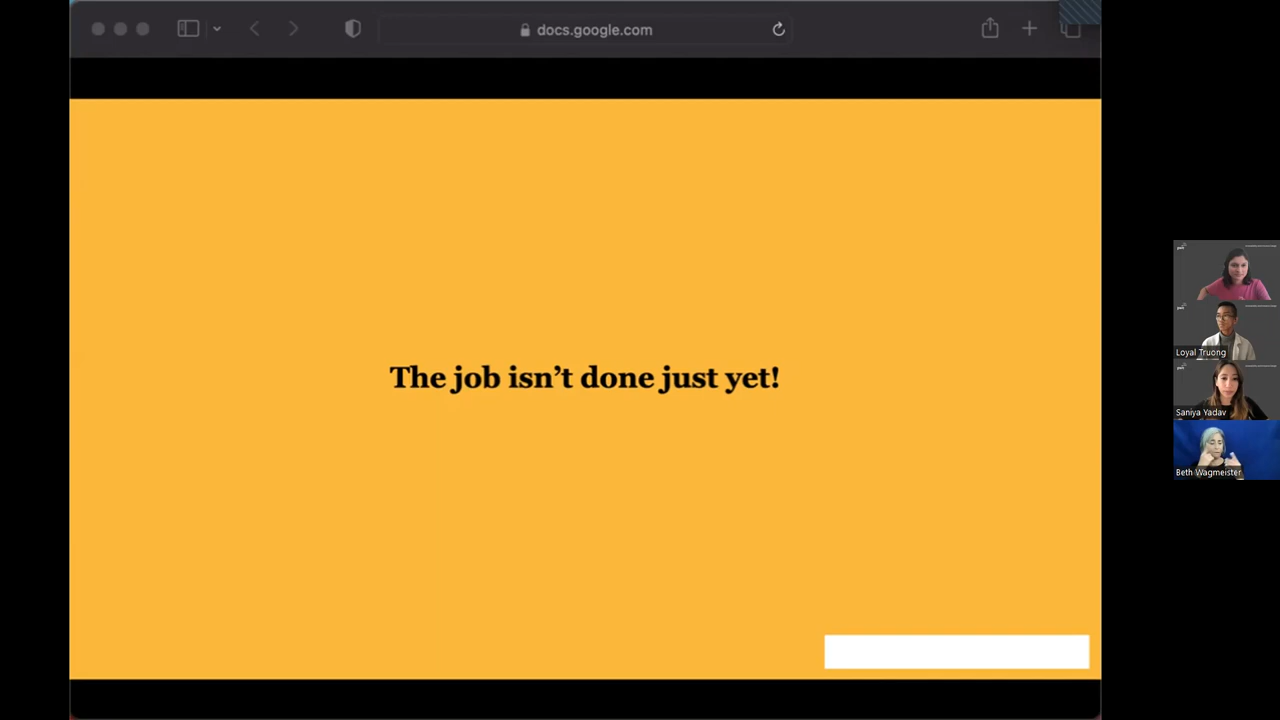 docs.google.com
The job isn’t done just yet!
Loyal Truong
Saniya Yadav
Beth Wagmeister